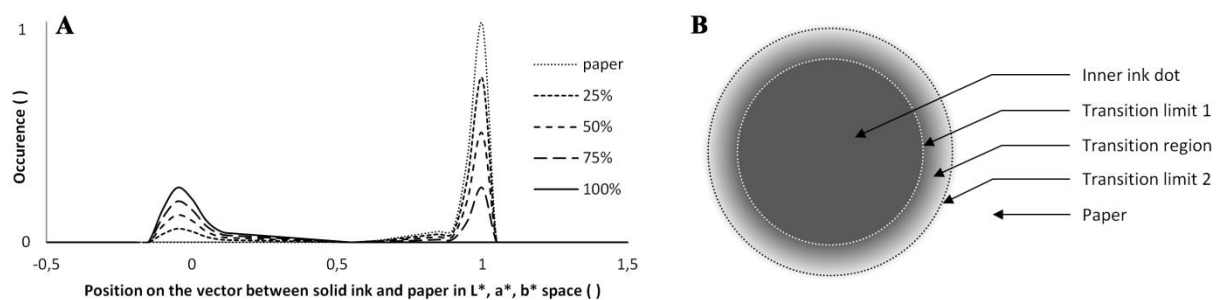 A
1
Occurence ( )
0
paper
25%
50%
75%
100%
-0,5
0
0,5
1
1,5
Position on the vector between solid ink and paper in L*, a*, b* space ( )
B
Inner ink dot
Transition limit 1
Transition region
Transition limit 2
Paper